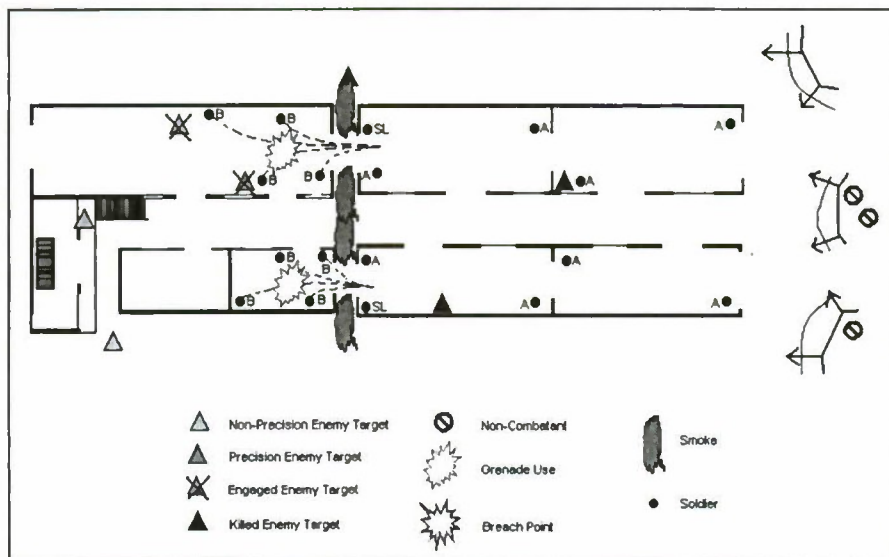 B
B
SL
A
A
B
B
A
A
B
B
A
A
B
B
SL
A
A
Non-Precision Enemy Target
Non-Combatant
Smoke
Precision Enemy Target
Grenade Use
Engaged Enemy Target
Soldier
Killed Enemy Target
Breach Point